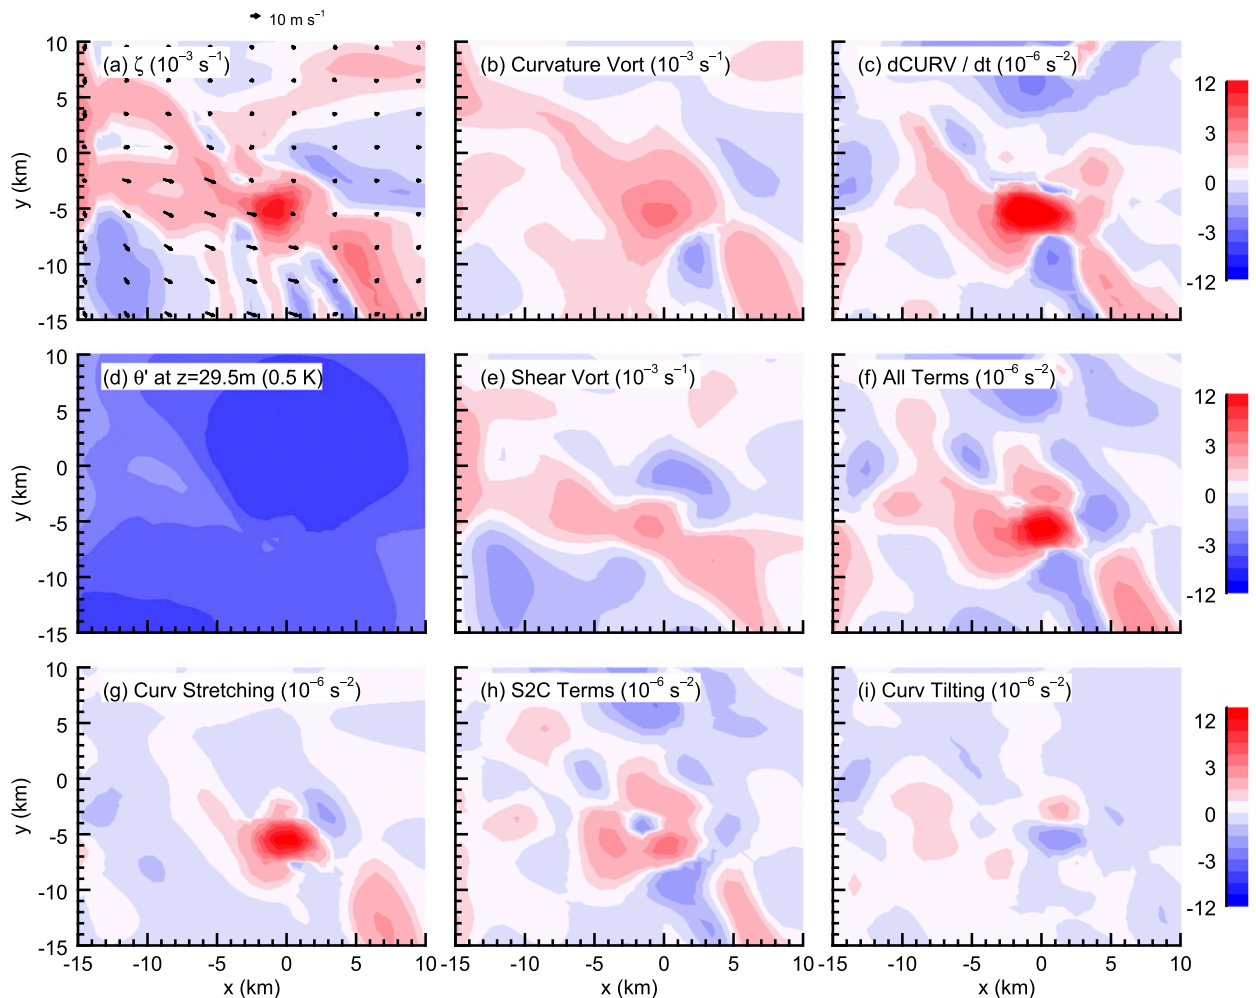 10 m s⁻¹
(a) ζ (10⁻³ s⁻¹)
(b) Curvature Vort (10⁻³ s⁻¹)
(c) dCURV / dt (10⁻⁶ s⁻²)
10
5
0
-5
-10
-15
y (km)
12
3
0
-3
-12
(d) θ' at z=29.5m (0.5 K)
(e) Shear Vort (10⁻³ s⁻¹)
(f) All Terms (10⁻⁶ s⁻²)
10
5
0
-5
-10
-15
y (km)
12
3
0
-3
-12
(g) Curv Stretching (10⁻⁶ s⁻²)
(h) S2C Terms (10⁻⁶ s⁻²)
(i) Curv Tilting (10⁻⁶ s⁻²)
10
5
0
-5
-10
-15
y (km)
12
3
0
-3
-12
-15 -10 -5 0 5 10
-15 -10 -5 0 5 10
-15 -10 -5 0 5 10
x (km)
x (km)
x (km)